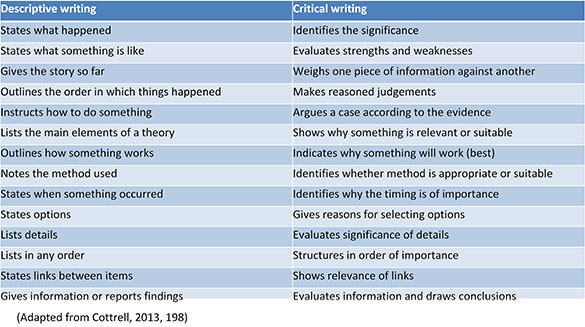 Descriptive writing Critical writing
States what happened Identifies the significance
States what something is like Evaluates strengths and weaknesses
Gives the story so far Weighs one piece of information against another
Outlines the order in which things happened Makes reasoned judgements
Instructs how to do something Argues a case according to the evidence
Lists the main elements of a theory Shows why something is relevant or suitable
Outlines how something works Indicates why something will work (best)
Notes the method used Identifies whether method is appropriate or suitable
States when something occurred Identifies why the timing is of importance
States options Gives reasons for selecting options
Lists details Evaluates significance of details
Lists in any order Structures in order of importance
States links between items Shows relevance of links
Gives information or reports findings Evaluates information and draws conclusions
(Adapted from Cottrell, 2013, 198)